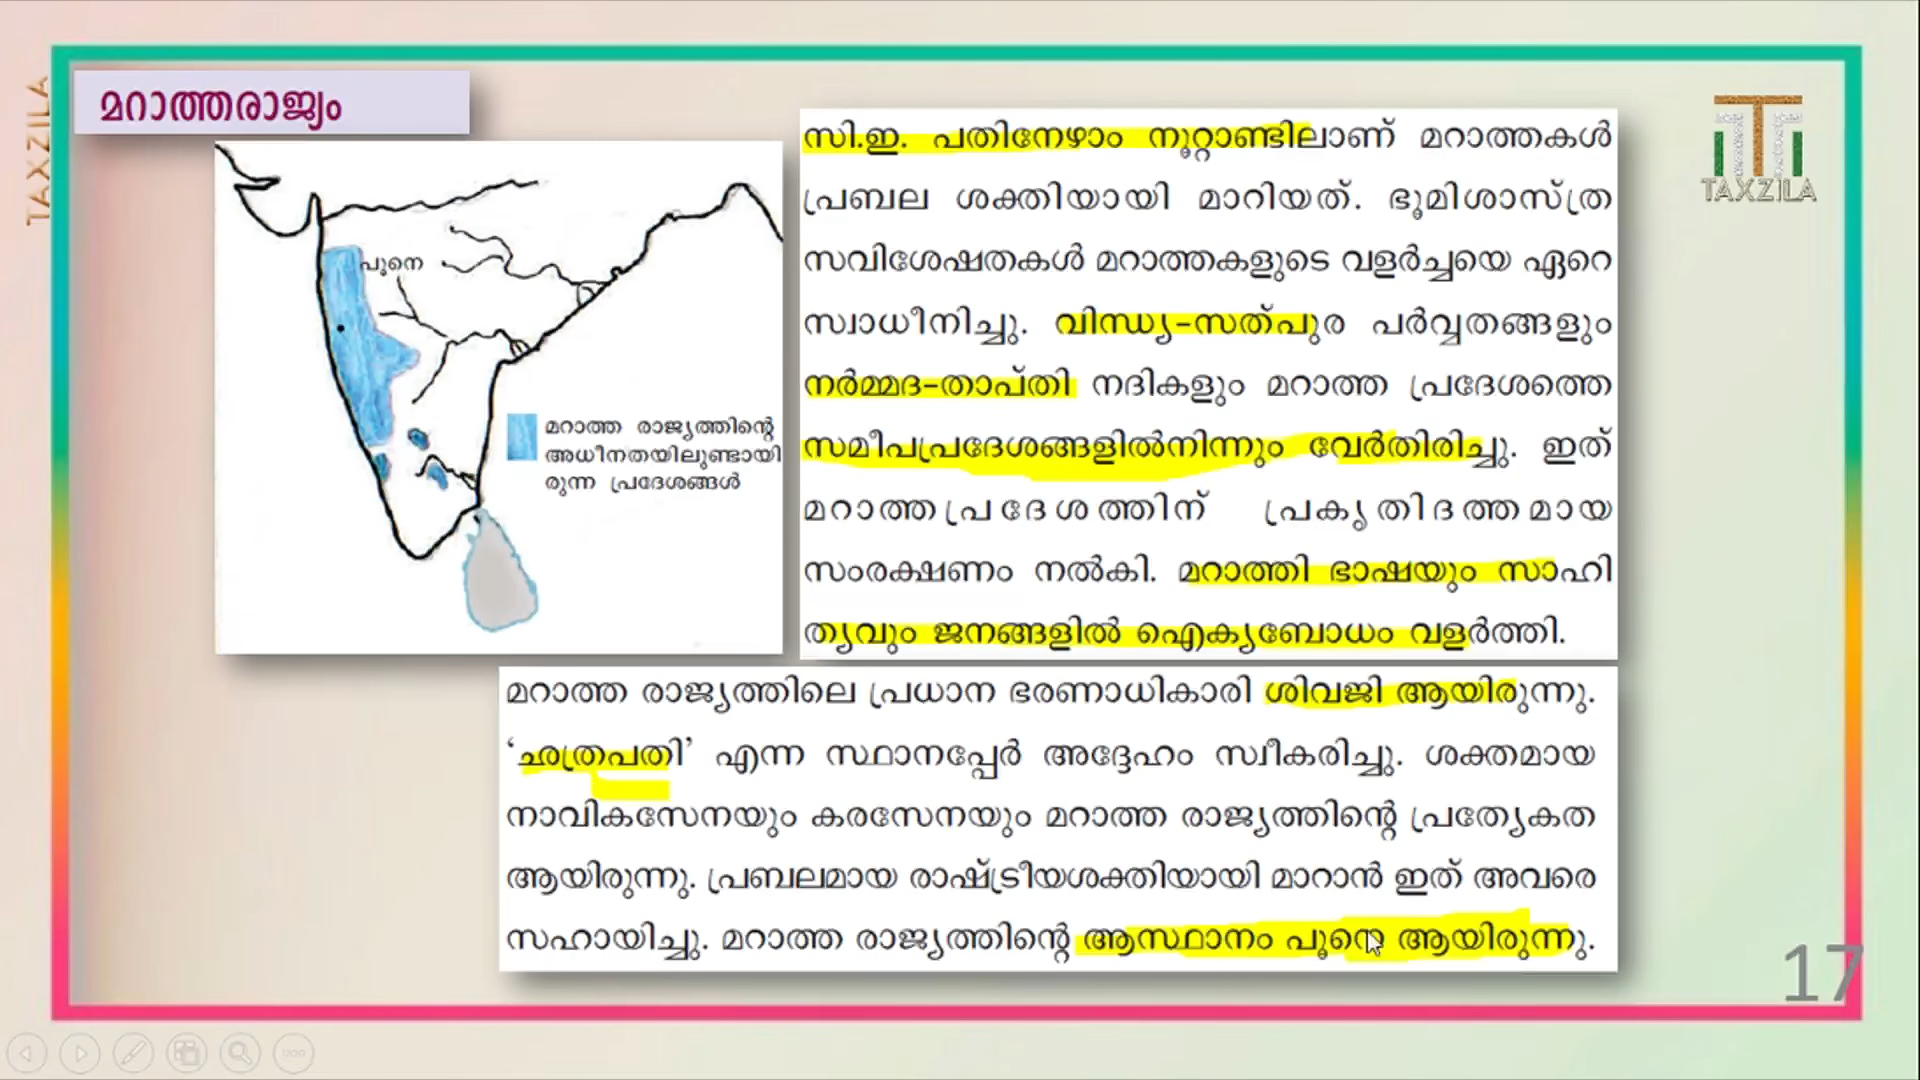 TAXZILA
മറാത്തരാജ്യം
TAXZILA
പൂനെ
മറാത്ത രാജ്യത്തിന്റെ
അധീനതയിലുണ്ടായി
രുന്ന പ്രദേശങ്ങൾ
സി.ഇ. പതിനേഴാം നൂറ്റാണ്ടിലാണ് മറാത്തകൾ
പ്രബല ശക്തിയായി മാറിയത്. ഭൂമിശാസ്ത്ര
സവിശേഷതകൾ മറാത്തകളുടെ വളർച്ചയെ ഏറെ
സ്വാധീനിച്ചു. വിന്ധ്യ-സത്പുര പർവ്വതങ്ങളും
നർമ്മദ-താപ്തി നദികളും മറാത്ത പ്രദേശത്തെ
സമീപപ്രദേശങ്ങളിൽനിന്നും വേർതിരിച്ചു. ഇത്
മറാത്തപ്രദേശത്തിന് പ്രകൃതിദത്തമായ
സംരക്ഷണം നൽകി. മറാത്തി ഭാഷയും സാഹി
ത്യവും ജനങ്ങളിൽ ഐക്യബോധം വളർത്തി.
മറാത്ത രാജ്യത്തിലെ പ്രധാന ഭരണാധികാരി ശിവജി ആയിരുന്നു.
‘ഛത്രപതി’ എന്ന സ്ഥാനപ്പേർ അദ്ദേഹം സ്വീകരിച്ചു. ശക്തമായ
നാവികസേനയും കരസേനയും മറാത്ത രാജ്യത്തിന്റെ പ്രത്യേകത
ആയിരുന്നു. പ്രബലമായ രാഷ്ട്രീയശക്തിയായി മാറാൻ ഇത് അവരെ
സഹായിച്ചു. മറാത്ത രാജ്യത്തിന്റെ ആസ്ഥാനം പൂനെ ആയിരുന്നു.
17